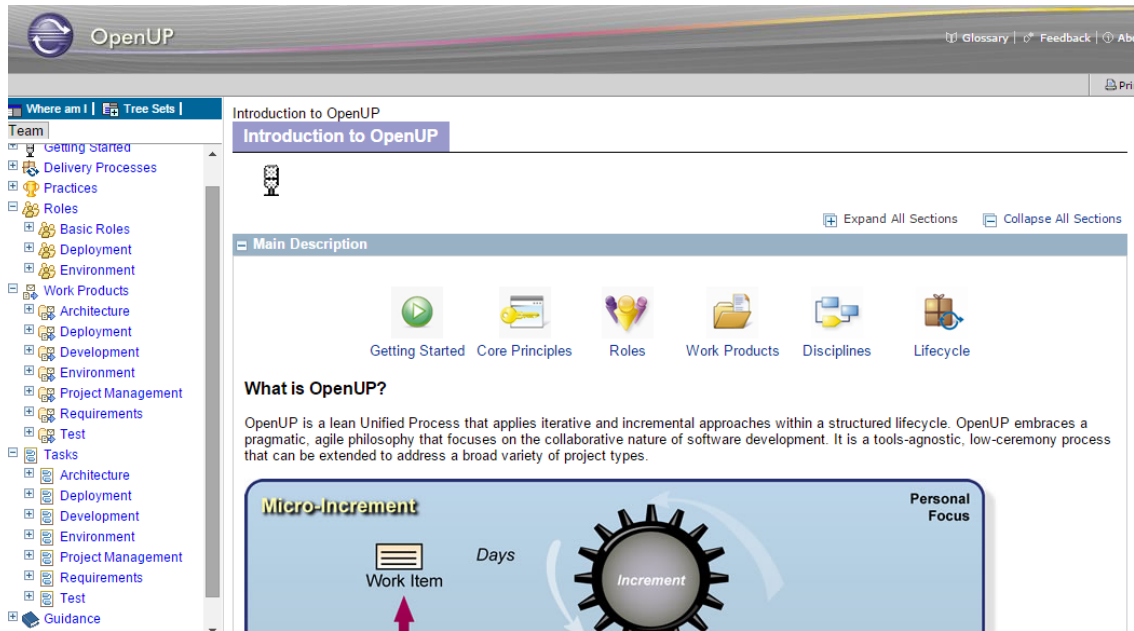 OpenUP
Glossary | Feedback |
Where am I | Tree Sets |
Team
Getting Started
Delivery Processes
Practices
Roles
Basic Roles
Deployment
Environment
Work Products
Architecture
Deployment
Development
Environment
Project Management
Requirements
Test
Tasks
Architecture
Deployment
Development
Environment
Project Management
Requirements
Test
Guidance
Introduction to OpenUP
Introduction to OpenUP
Expand All Sections Collapse All Sections
Main Description
Getting Started Core Principles Roles Work Products Disciplines Lifecycle
What is OpenUP?
OpenUP is a lean Unified Process that applies iterative and incremental approaches within a structured lifecycle. OpenUP embraces a
pragmatic, agile philosophy that focuses on the collaborative nature of software development. It is a tools-agnostic, low-ceremony process
that can be extended to address a broad variety of project types.
Micro-Increment
Personal
Focus
Days
Work Item
Increment